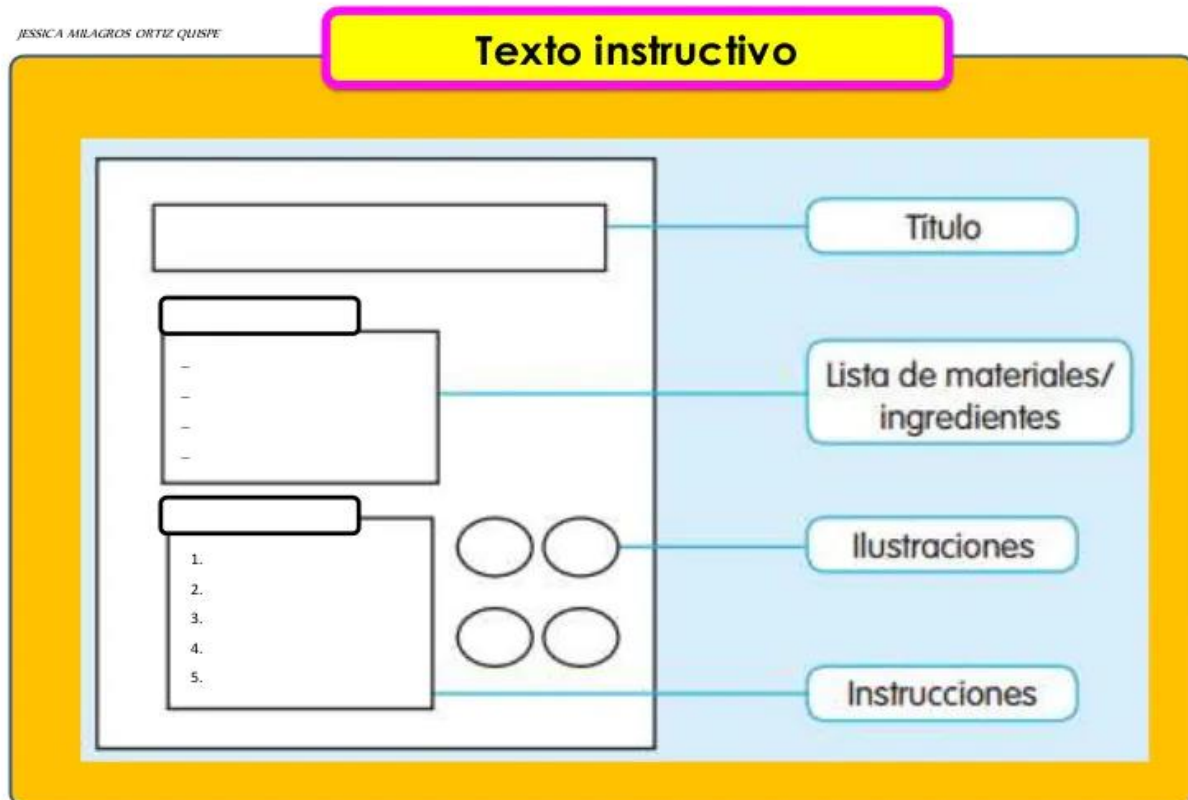 JESSICA MILAGROS ORTIZ QUISPE
Texto instructivo
Título
–
–
–
–
Lista de materiales/
ingredientes
1.
2.
3.
4.
5.
Ilustraciones
Instrucciones